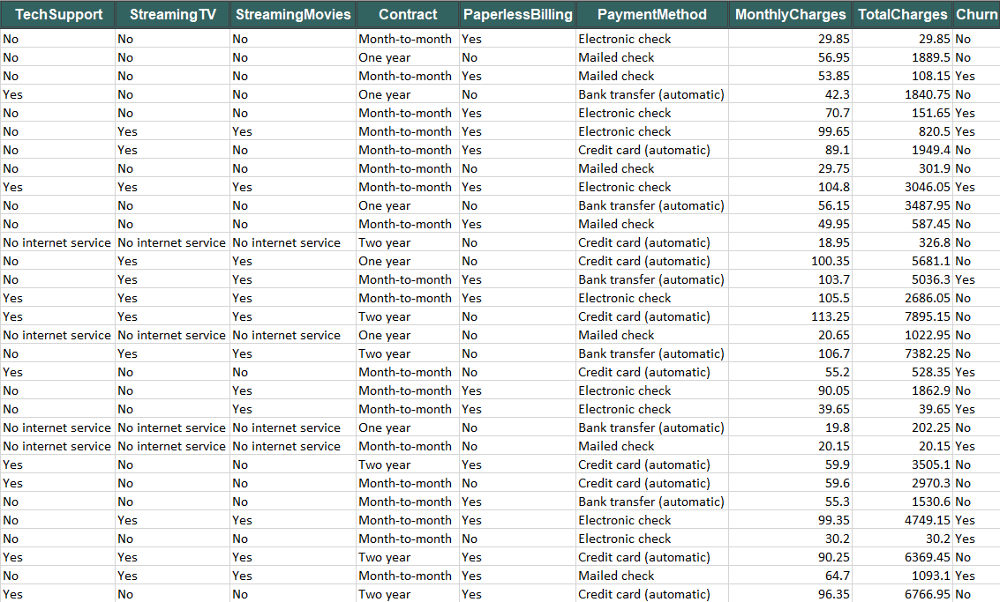 TechSupport StreamingTV StreamingMovies Contract PaperlessBilling PaymentMethod MonthlyCharges TotalCharges Churn
No No No Month-to-month Yes Electronic check 29.85 29.85 No
No No No One year No Mailed check 56.95 1889.5 No
No No No Month-to-month Yes Mailed check 53.85 108.15 Yes
Yes No No One year No Bank transfer (automatic) 42.3 1840.75 No
No No No Month-to-month Yes Electronic check 70.7 151.65 Yes
No Yes Yes Month-to-month Yes Electronic check 99.65 820.5 Yes
No Yes No Month-to-month Yes Credit card (automatic) 89.1 1949.4 No
No No No Month-to-month No Mailed check 29.75 301.9 No
Yes Yes Yes Month-to-month Yes Electronic check 104.8 3046.05 Yes
No No No One year No Bank transfer (automatic) 56.15 3487.95 No
No No No Month-to-month Yes Mailed check 49.95 587.45 No
No internet service No internet service No internet service Two year No Credit card (automatic) 18.95 326.8 No
No Yes Yes One year No Credit card (automatic) 100.35 5681.1 No
No Yes Yes Month-to-month Yes Bank transfer (automatic) 103.7 5036.3 Yes
Yes Yes Yes Month-to-month Yes Electronic check 105.5 2686.05 No
Yes Yes Yes Two year No Credit card (automatic) 113.25 7895.15 No
No internet service No internet service No internet service One year No Mailed check 20.65 1022.95 No
No Yes Yes Two year No Bank transfer (automatic) 106.7 7382.25 No
Yes No No Month-to-month No Credit card (automatic) 55.2 528.35 Yes
No No Yes Month-to-month Yes Electronic check 90.05 1862.9 No
No No Yes Month-to-month Yes Electronic check 39.65 39.65 Yes
No internet service No internet service No internet service One year No Bank transfer (automatic) 19.8 202.25 No
No internet service No internet service No internet service Month-to-month No Mailed check 20.15 20.15 Yes
Yes No No Two year Yes Credit card (automatic) 59.9 3505.1 No
Yes No No Month-to-month No Credit card (automatic) 59.6 2970.3 No
No No No Month-to-month Yes Bank transfer (automatic) 55.3 1530.6 No
No Yes Yes Month-to-month Yes Electronic check 99.35 4749.15 Yes
No No No Month-to-month No Electronic check 30.2 30.2 Yes
Yes Yes Yes Two year Yes Credit card (automatic) 90.25 6369.45 No
No Yes Yes Month-to-month Yes Mailed check 64.7 1093.1 Yes
Yes No No Two year Yes Credit card (automatic) 96.35 6766.95 No